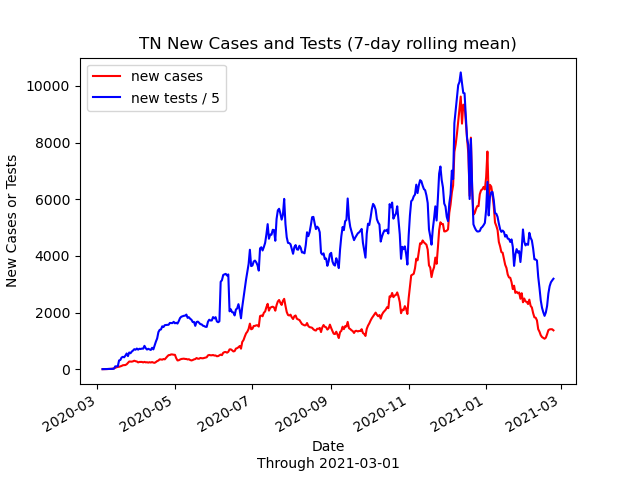 TN New Cases and Tests (7-day rolling mean)
new cases
new tests / 5
New Cases or Tests
10000
8000
6000
4000
2000
0
2020-03
2020-05
2020-07
2020-09
2020-11
2021-01
2021-03
Date
Through 2021-03-01